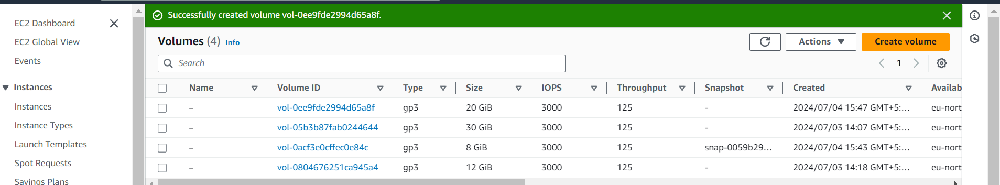 EC2 Dashboard
EC2 Global View
Events
Instances
Instances
Instance Types
Launch Templates
Spot Requests
Savings Plans
Successfully created volume vol-0ee9fde2994d65a8f.
Volumes (4) Info
Actions
Create volume
Search
1
Name Volume ID Type Size IOPS Throughput Snapshot Created Availab
– vol-0ee9fde2994d65a8f gp3 20 GiB 3000 125 - 2024/07/04 15:47 GMT+5:... eu-nort
– vol-05b3b87fab0244644 gp3 30 GiB 3000 125 - 2024/07/03 14:07 GMT+5:... eu-nort
– vol-0acf3e0cffec0e84c gp3 8 GiB 3000 125 snap-0059b29... 2024/07/04 15:43 GMT+5:... eu-nort
– vol-0804676251ca945a4 gp3 12 GiB 3000 125 - 2024/07/03 14:18 GMT+5:... eu-nort